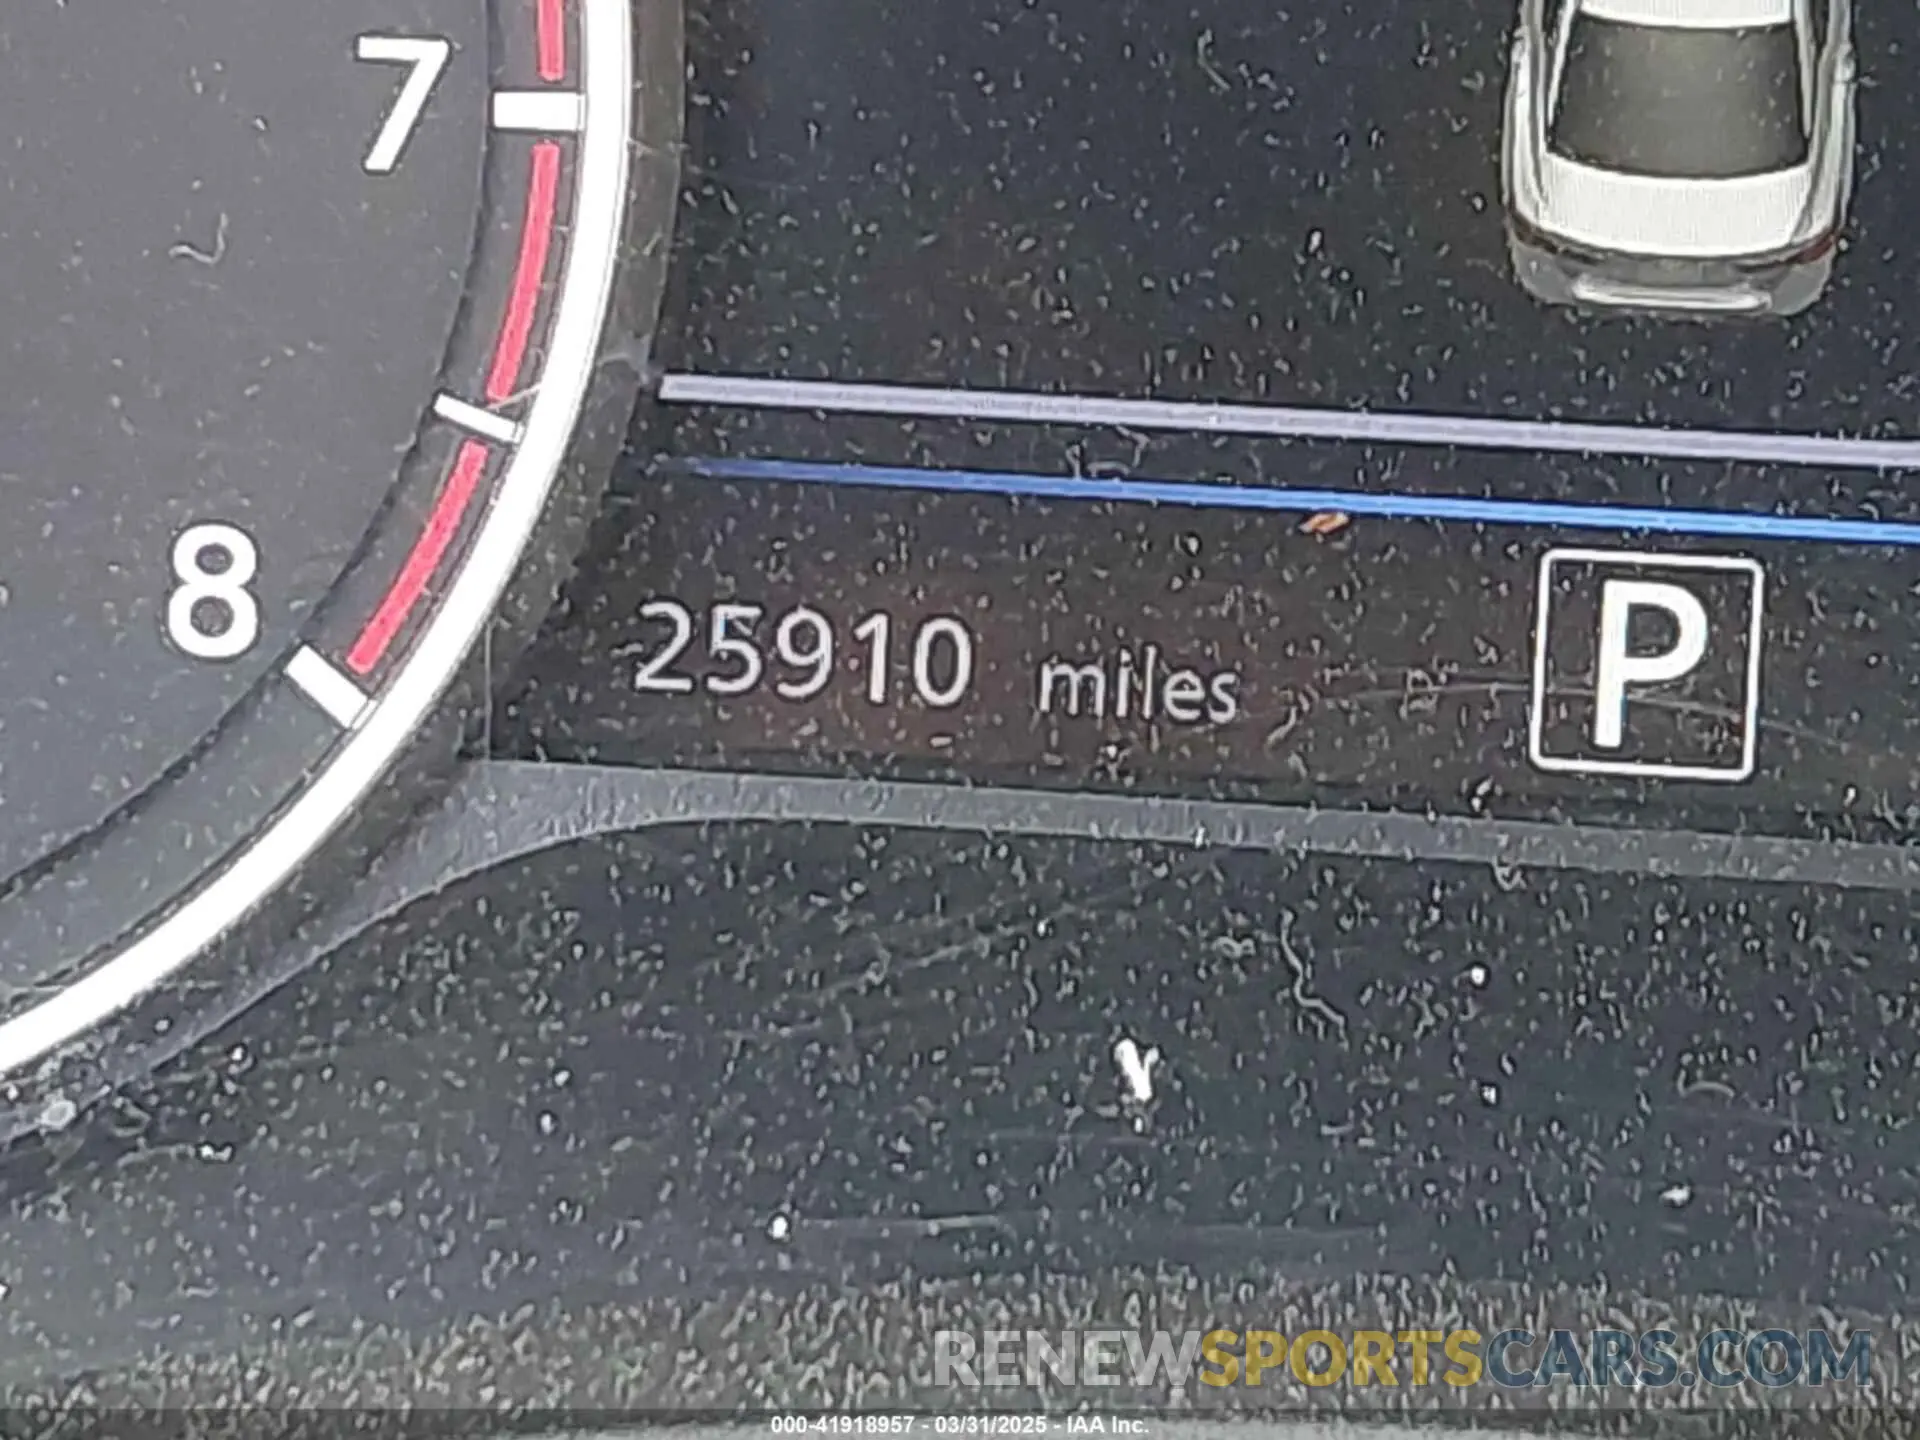 7
8
25910 miles
P
RENEWSPORTSCARS.COM
000-41918957 - 03/31/2025 - IAA Inc.